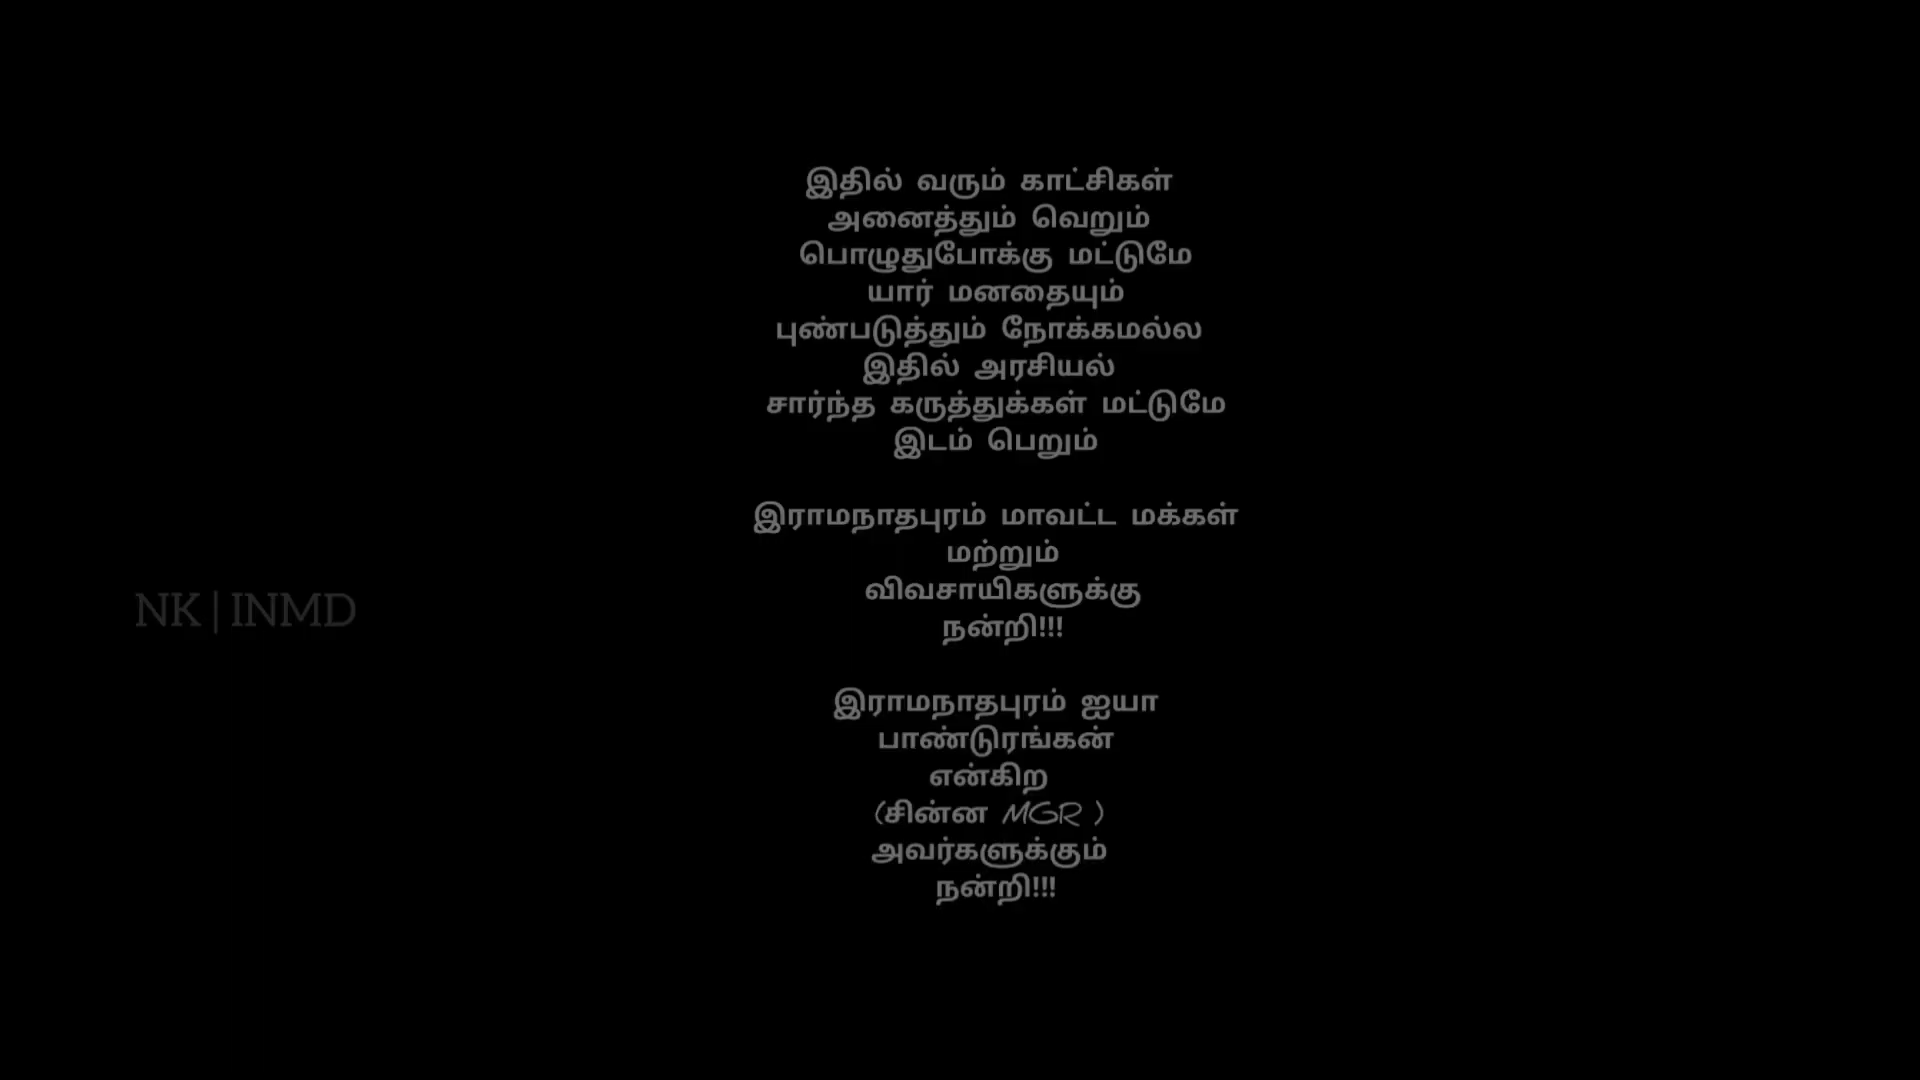 இதில் வரும் காட்சிகள்
அனைத்தும் வெறும்
பொழுதுபோக்கு மட்டுமே
யார் மனதையும்
புண்படுத்தும் நோக்கமல்ல
இதில் அரசியல்
சார்ந்த கருத்துக்கள் மட்டுமே
இடம் பெறும்
இராமநாதபுரம் மாவட்ட மக்கள்
மற்றும்
விவசாயிகளுக்கு
நன்றி!!!
NK | INMD
இராமநாதபுரம் ஐயா
பாண்டுரங்கன்
என்கிற
(சின்ன MGR )
அவர்களுக்கும்
நன்றி!!!